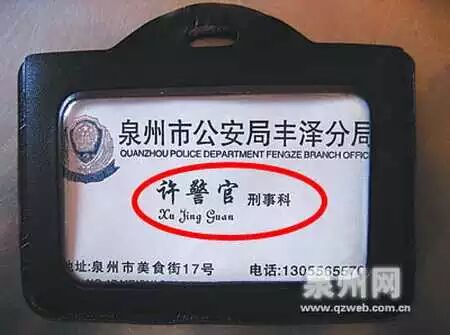 泉州市公安局丰泽分局
QUANZHOU POLICE DEPARTMENT FENGZE BRANCH OFFIC
许警官 刑事科
Xu Jing Guan
地址:泉州市美食街17号
电话:1305556557
泉州网
www.qzweb.com.cn